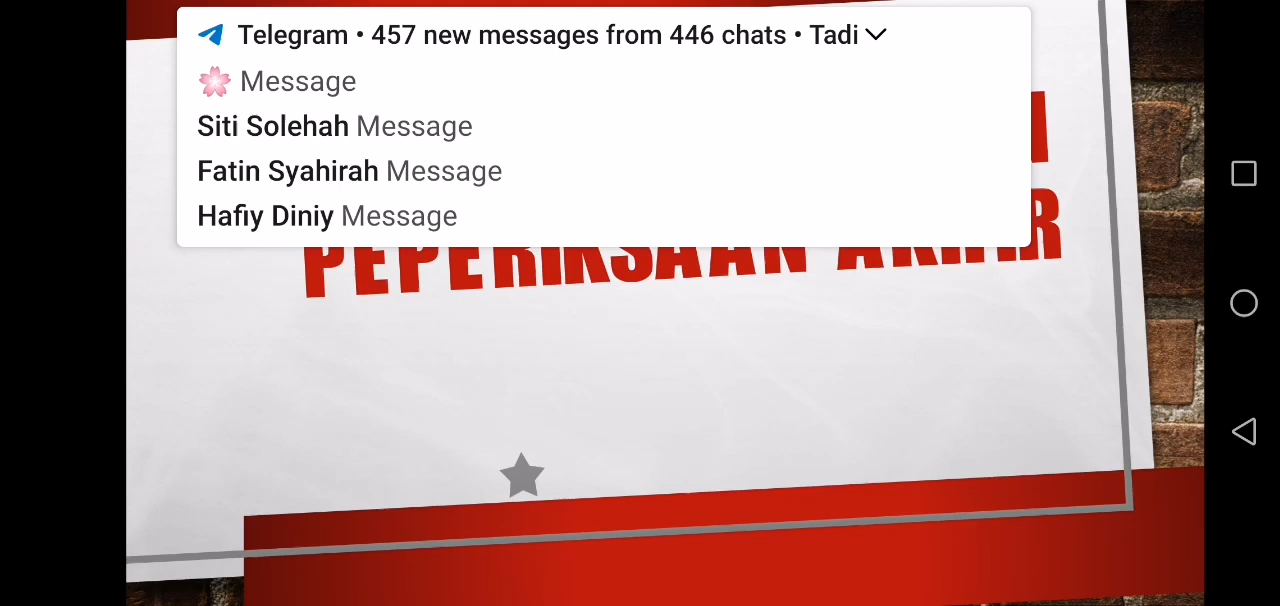 Telegram • 457 new messages from 446 chats • Tadi
🌸 Message
Siti Solehah Message
Fatin Syahirah Message
Hafiy Diniy Message
PEPERIKSAAN AKHIR